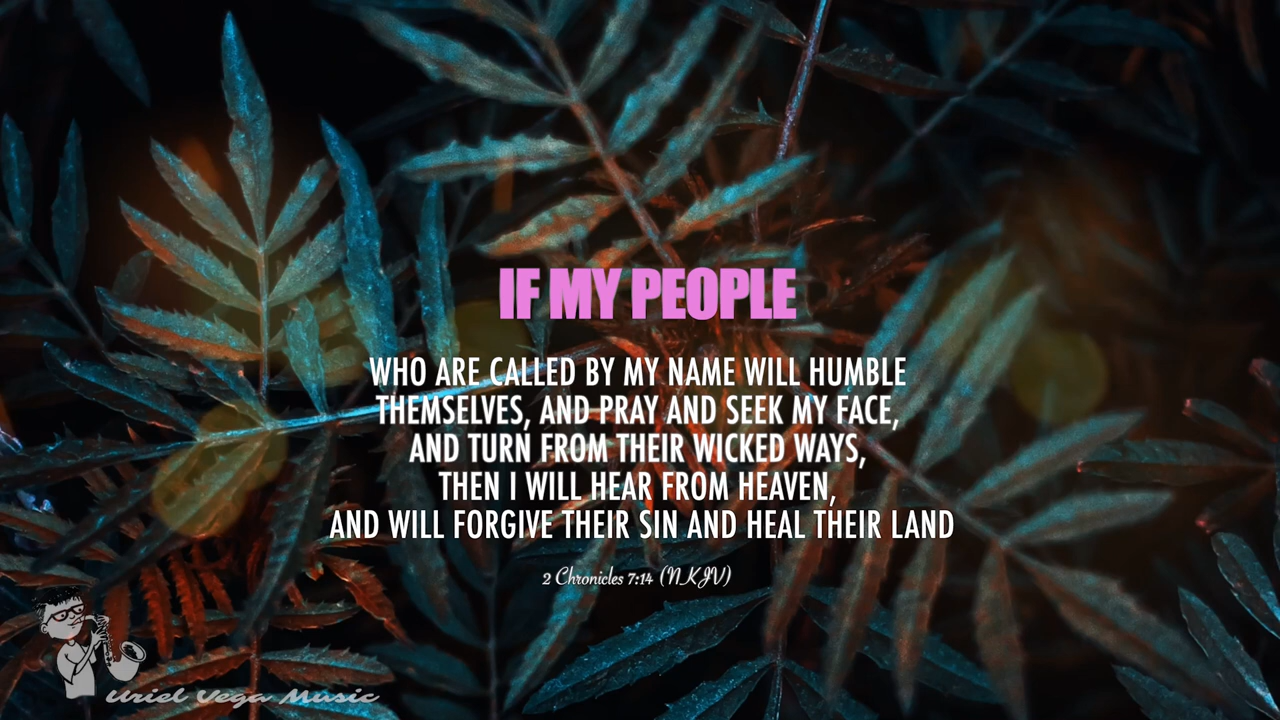 IF MY PEOPLE
WHO ARE CALLED BY MY NAME WILL HUMBLE
THEMSELVES, AND PRAY AND SEEK MY FACE,
AND TURN FROM THEIR WICKED WAYS,
THEN I WILL HEAR FROM HEAVEN,
AND WILL FORGIVE THEIR SIN AND HEAL THEIR LAND
2 Chronicles 7:14 (NKJV)
Uriel Vega Music